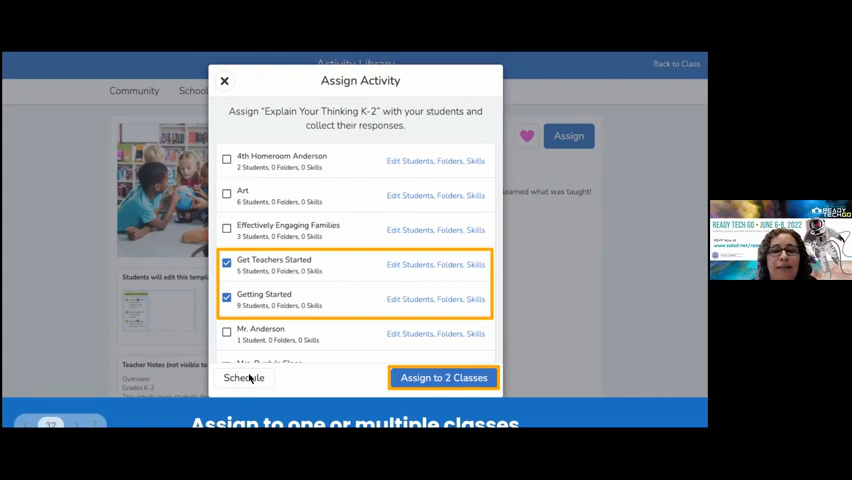 Activity Library
Back to Class
Community
School
Assign Activity
Assign "Explain Your Thinking K-2" with your students and
collect their responses.
Assign
4th Homeroom Anderson
2 Students, 0 Folders, 0 Skills
Edit Students, Folders, Skills
learned what was taught!
Art
6 Students, 0 Folders, 0 Skills
Edit Students, Folders, Skills
Effectively Engaging Families
3 Students, 0 Folders, 0 Skills
Edit Students, Folders, Skills
Get Teachers Started
5 Students, 0 Folders, 0 Skills
Edit Students, Folders, Skills
Students will edit this templa
Getting Started
9 Students, 0 Folders, 0 Skills
Edit Students, Folders, Skills
Mr. Anderson
1 Student, 0 Folders, 0 Skills
Edit Students, Folders, Skills
Teacher Notes (not visible to
Overview:
Grades K-2
Schedule
Assign to 2 Classes
32
Assign to one or multiple classes
READY
TECH GO
READY TECH GO • JUNE 6-8, 2022